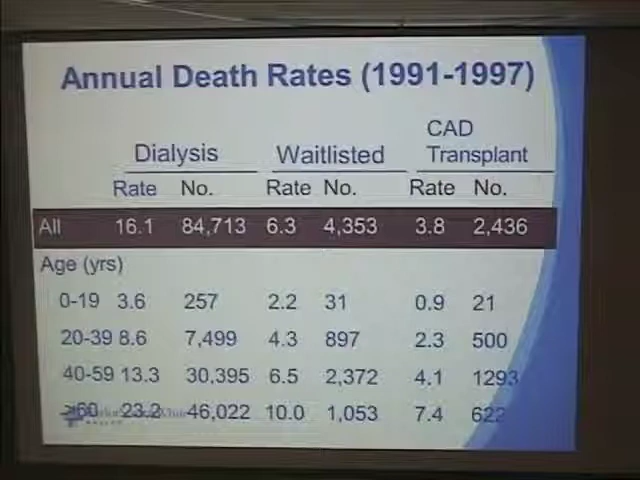 Annual Death Rates (1991-1997)
Dialysis Waitlisted CAD Transplant
Rate No. Rate No. Rate No.
All 16.1 84,713 6.3 4,353 3.8 2,436
Age (yrs)
0-19 3.6 257 2.2 31 0.9 21
20-39 8.6 7,499 4.3 897 2.3 500
40-59 13.3 30,395 6.5 2,372 4.1 1293
>60 23.2 46,022 10.0 1,053 7.4 622